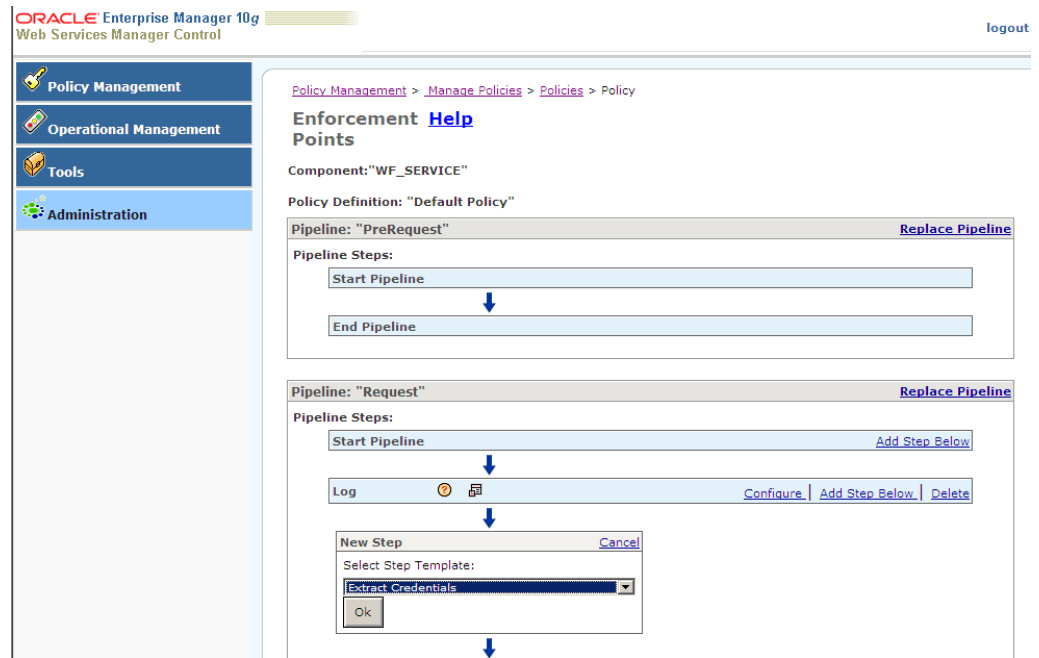 ORACLE Enterprise Manager 10g
Web Services Manager Control
logout
Policy Management
Operational Management
Tools
Administration
Policy Management > Manage Policies > Policies > Policy
Enforcement Help
Points
Component:"WF_SERVICE"
Policy Definition: "Default Policy"
Pipeline: "PreRequest" Replace Pipeline
Pipeline Steps:
Start Pipeline
End Pipeline
Pipeline: "Request" Replace Pipeline
Pipeline Steps:
Start Pipeline Add Step Below
Log ? Configure | Add Step Below | Delete
New Step Cancel
Select Step Template:
Extract Credentials
Ok